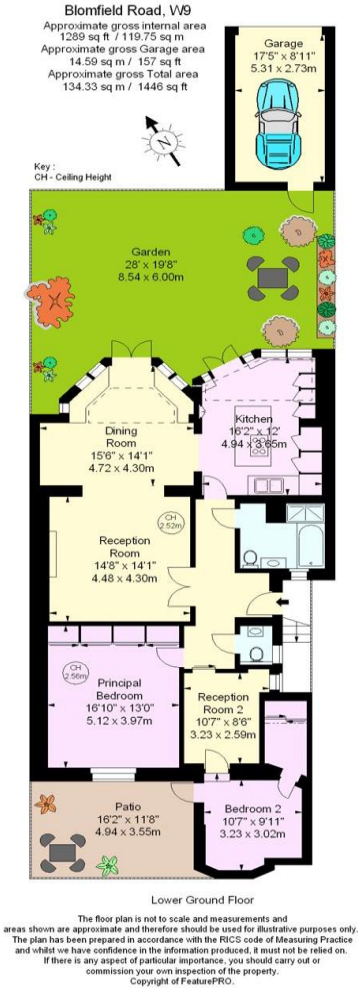 Blomfield Road, W9
Approximate gross internal area
1289 sq ft / 119.75 sq m
Approximate gross Garage area
14.59 sq m / 157 sq ft
Approximate gross Total area
134.33 sq m / 1446 sq ft
Garage
17'5" x 8'11"
5.31 x 2.73m
N
Key :
CH - Ceiling Height
Garden
28' x 19'8"
8.54 x 6.00m
Kitchen
16'2" x 12'
4.94 x 3.65m
Dining
Room
15'6" x 14'1"
4.72 x 4.30m
CH
2.52m
Reception
Room
14'8" x 14'1"
4.48 x 4.30m
CH
2.56m
Principal
Bedroom
16'10" x 13'0"
5.12 x 3.97m
Reception
Room 2
10'7" x 8'6"
3.23 x 2.59m
Patio
16'2" x 11'8"
4.94 x 3.55m
Bedroom 2
10'7" x 9'11"
3.23 x 3.02m
Lower Ground Floor
The floor plan is not to scale and measurements and
areas shown are approximate and therefore should be used for illustrative purposes only.
The plan has been prepared in accordance with the RICS code of Measuring Practice
and whilst we have confidence in the information produced, it must not be relied on.
If there is any aspect of particular importance, you should carry out or
commission your own inspection of the property.
Copyright of FeaturePRO.